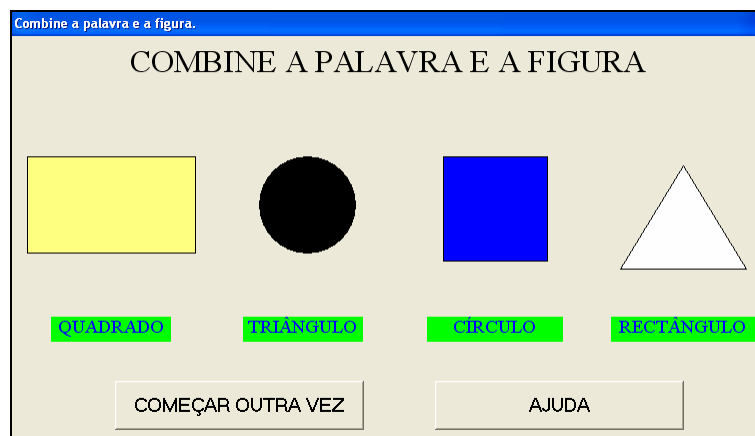 Combine a palavra e a figura.
COMBINE A PALAVRA E A FIGURA
QUADRADO TRIÂNGULO CÍRCULO RECTÂNGULO
COMEÇAR OUTRA VEZ AJUDA